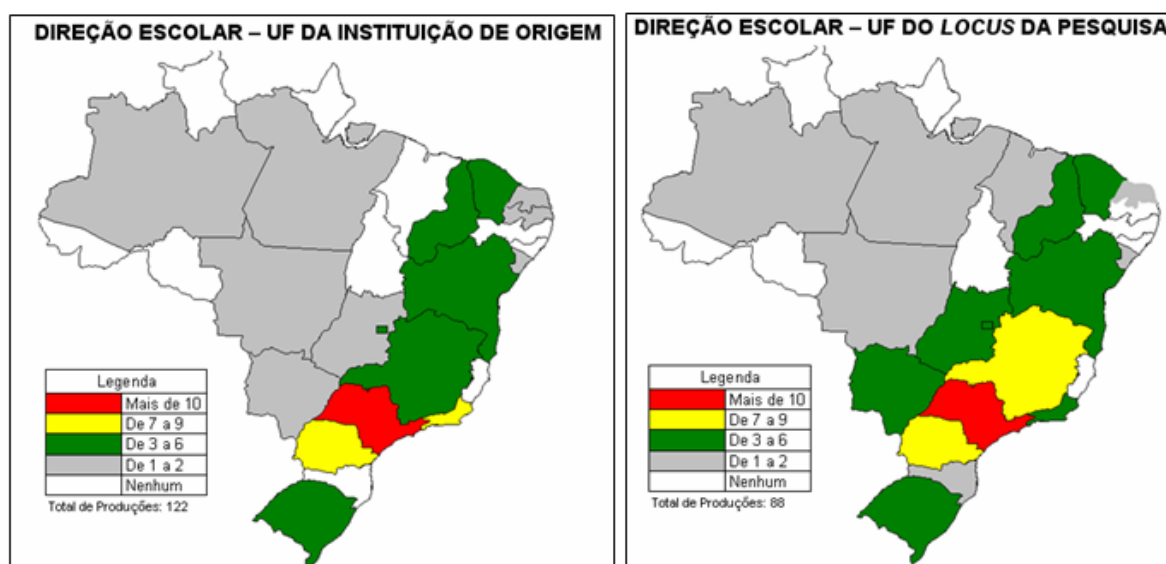 DIREÇÃO ESCOLAR – UF DA INSTITUIÇÃO DE ORIGEM
Legenda
Mais de 10
De 7 a 9
De 3 a 6
De 1 a 2
Nenhum
Total de Produções: 122
DIREÇÃO ESCOLAR – UF DO LOCUS DA PESQUISA
Legenda
Mais de 10
De 7 a 9
De 3 a 6
De 1 a 2
Nenhum
Total de Produções: 88